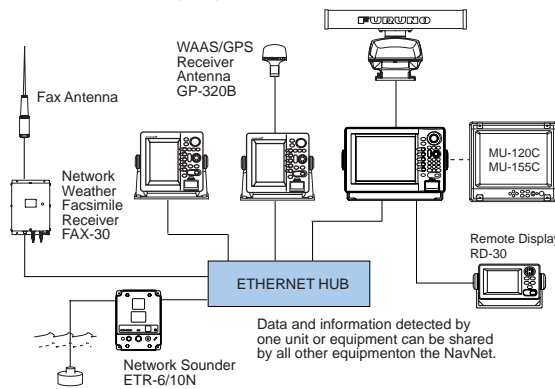 FURUNO
WAAS/GPS
Receiver
Antenna
GP-320B
Fax Antenna
Network
Weather
Facsimile
Receiver
FAX-30
MU-120C
MU-155C
Remote Display
RD-30
ETHERNET HUB
Data and information detected by
one unit or equipment can be shared
by all other equipmenton the NavNet.
Network Sounder
ETR-6/10N